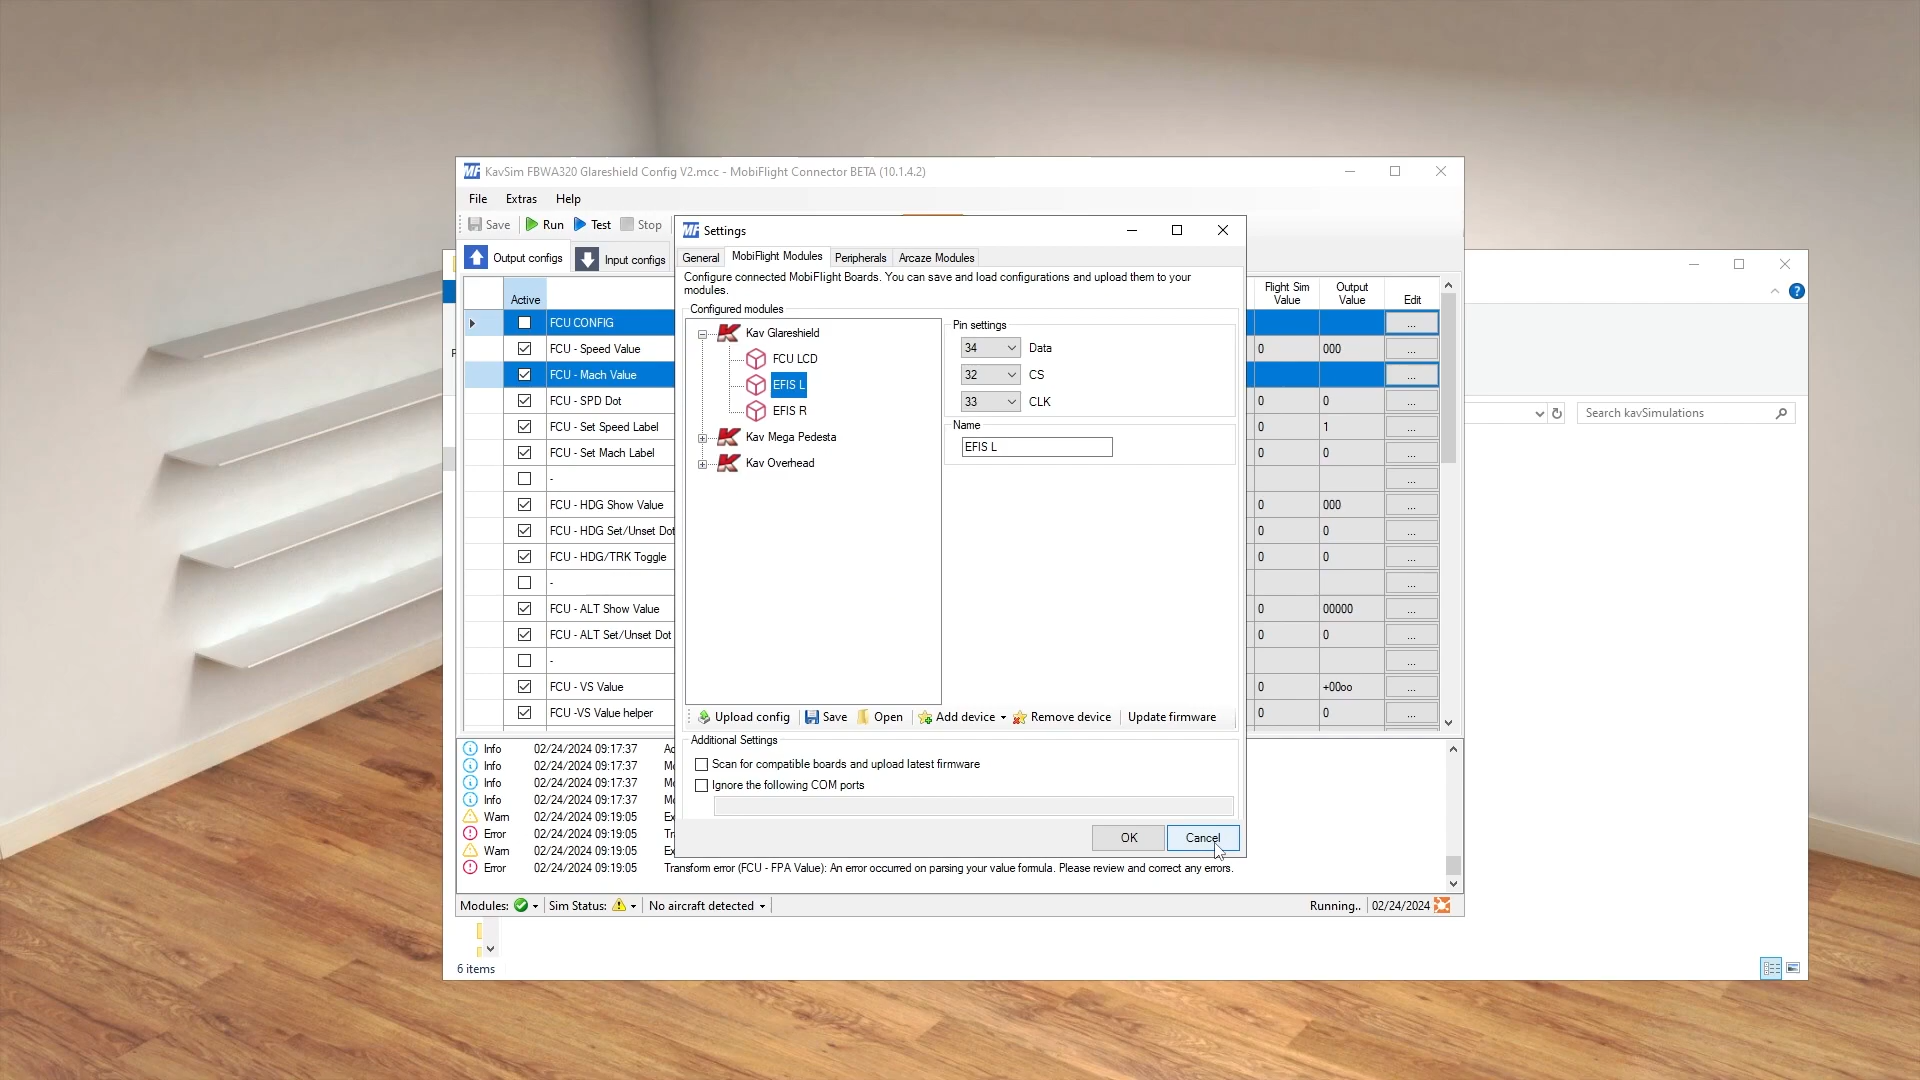 KavSim FBWA320 Glareshield Config V2.mcc - MobiFlight Connector BETA (10.1.4.2)
File Extras Help
Save Run Test Stop
Output configs Input configs
Active
FCU CONFIG
FCU - Speed Value
FCU - Mach Value
FCU - SPD Dot
FCU - Set Speed Label
FCU - Set Mach Label
-
FCU - HDG Show Value
FCU - HDG Set/Unset Dot
FCU - HDG/TRK Toggle
-
FCU - ALT Show Value
FCU - ALT Set/Unset Dot
-
FCU - VS Value
FCU -VS Value helper
Settings
General MobiFlight Modules Peripherals Arcaze Modules
Configure connected MobiFlight Boards. You can save and load configurations and upload them to your
modules.
Configured modules
Kav Glareshield
FCU LCD
EFIS L
EFIS R
Kav Mega Pedesta
Kav Overhead
Pin settings
34 Data
32 CS
33 CLK
Name
EFIS L
Upload config Save Open Add device Remove device Update firmware
Additional Settings
Scan for compatible boards and upload latest firmware
Ignore the following COM ports
OK Cancel
Flight Sim
Value
Output
Value
Edit
...
0 000 ...
...
0 0 ...
0 1 ...
0 0 ...
...
0 000 ...
0 0 ...
0 0 ...
...
0 00000 ...
0 0 ...
...
0 +00oo ...
0 0 ...
Info 02/24/2024 09:17:37
Info 02/24/2024 09:17:37
Info 02/24/2024 09:17:37
Info 02/24/2024 09:17:37
Warn 02/24/2024 09:19:05
Error 02/24/2024 09:19:05
Warn 02/24/2024 09:19:05
Error 02/24/2024 09:19:05 Transform error (FCU - FPA Value): An error occurred on parsing your value formula. Please review and correct any errors.
Modules: Sim Status: No aircraft detected Running.. 02/24/2024
Search kavSimulations
6 items